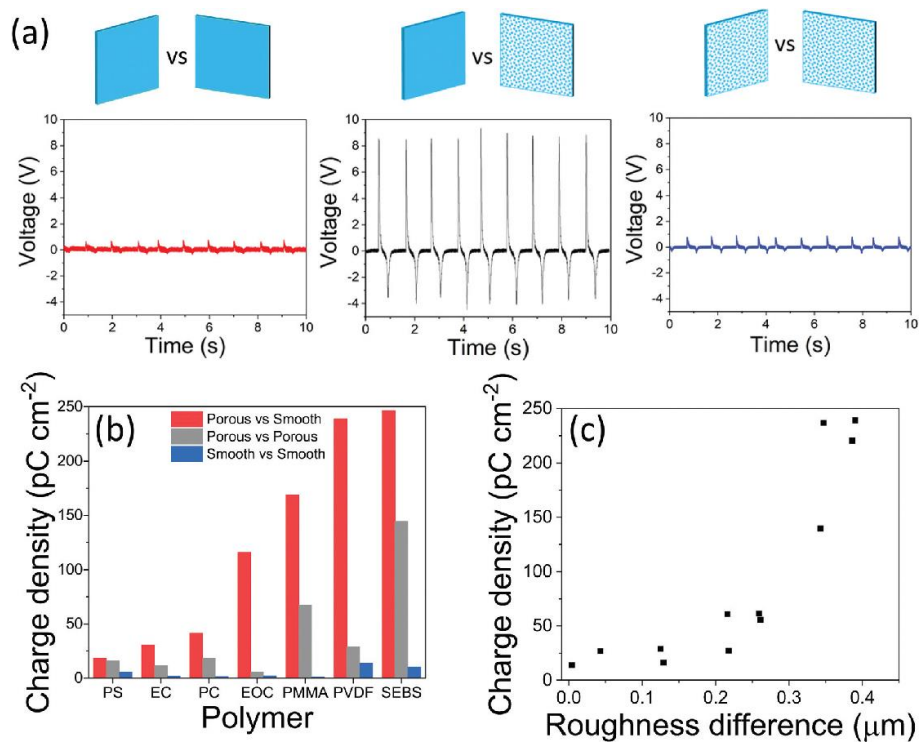 (a)
vs
vs
vs
Voltage (V)
10
8
6
4
2
0
-2
-4
0 2 4 6 8 10
Time (s)
Voltage (V)
10
8
6
4
2
0
-2
-4
0 2 4 6 8 10
Time (s)
Voltage (V)
10
8
6
4
2
0
-2
-4
0 2 4 6 8 10
Time (s)
(b)
Charge density (pC cm⁻²)
250
200
150
100
50
0
Porous vs Smooth
Porous vs Porous
Smooth vs Smooth
PS EC PC EOC PMMA PVDF SEBS
Polymer
(c)
Charge density (pC cm⁻²)
250
200
150
100
50
0
0.0 0.1 0.2 0.3 0.4
Roughness difference (μm)